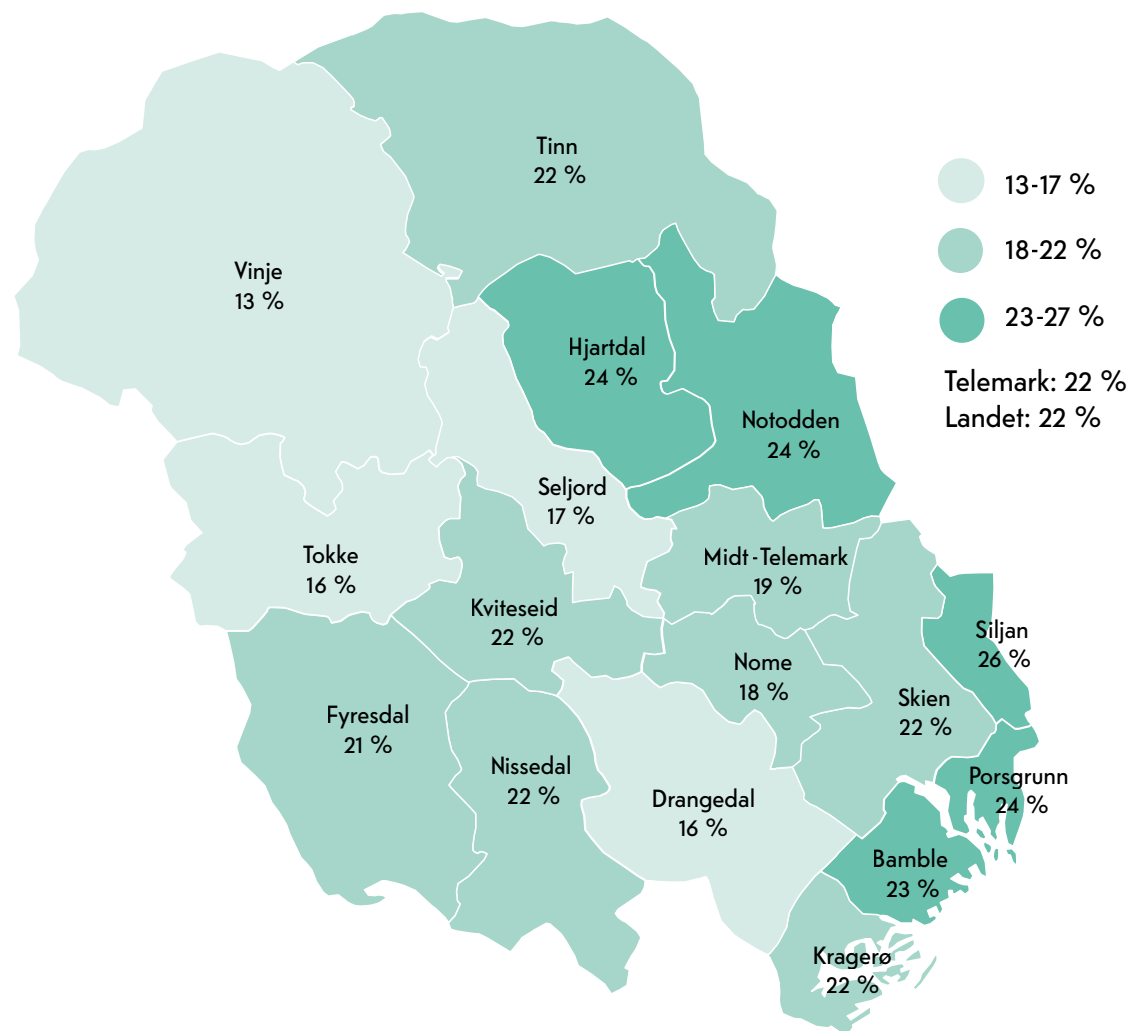 Tinn
22 %
13-17 %
18-22 %
23-27 %
Telemark: 22 %
Landet: 22 %
Vinje
13 %
Hjartdal
24 %
Notodden
24 %
Seljord
17 %
Tokke
16 %
Midt-Telemark
19 %
Kviteseid
22 %
Siljan
26 %
Nome
18 %
Skien
22 %
Fyresdal
21 %
Nissedal
22 %
Drangedal
16 %
Porsgrunn
24 %
Bamble
23 %
Kragerø
22 %